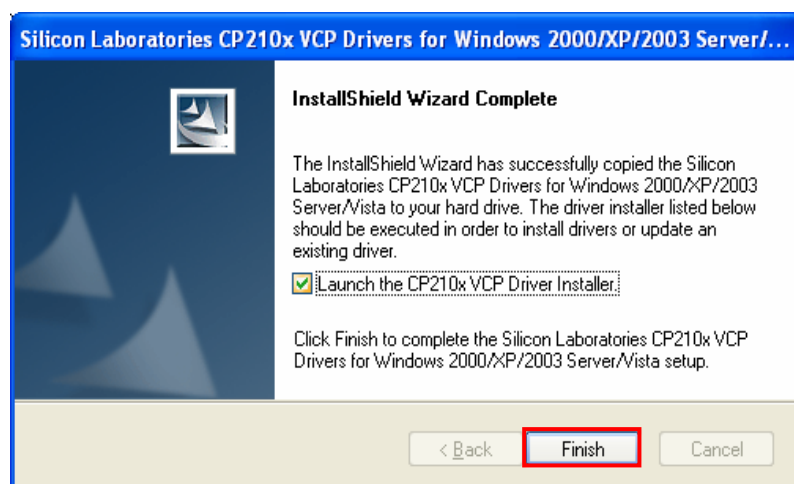 Silicon Laboratories CP210x VCP Drivers for Windows 2000/XP/2003 Server/...
InstallShield Wizard Complete
The InstallShield Wizard has successfully copied the Silicon
Laboratories CP210x VCP Drivers for Windows 2000/XP/2003
Server/Vista to your hard drive. The driver installer listed below
should be executed in order to install drivers or update an
existing driver.
Launch the CP210x VCP Driver Installer.
Click Finish to complete the Silicon Laboratories CP210x VCP
Drivers for Windows 2000/XP/2003 Server/Vista setup.
< Back Finish Cancel